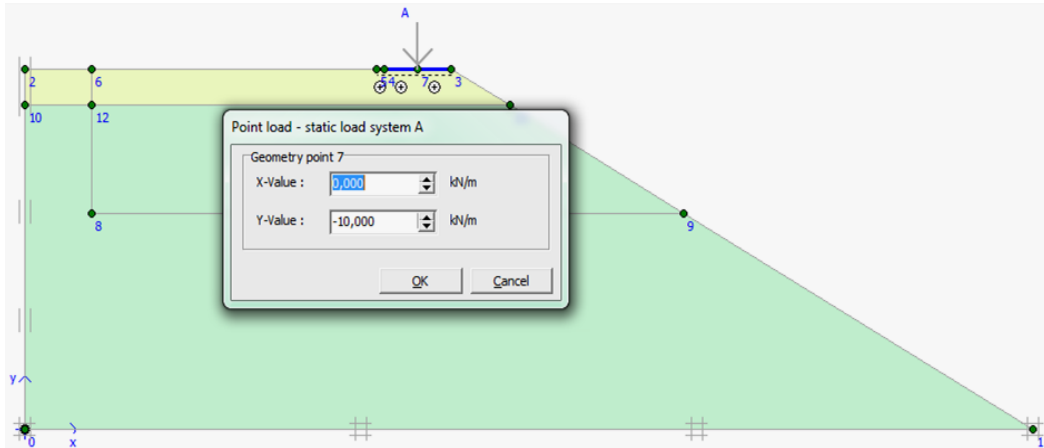 A
2
6
5
4
7
3
10
12
Point load - static load system A
Geometry point 7
X-Value :
0,000
kN/m
Y-Value :
-10,000
kN/m
OK
Cancel
8
9
y
0
x
1